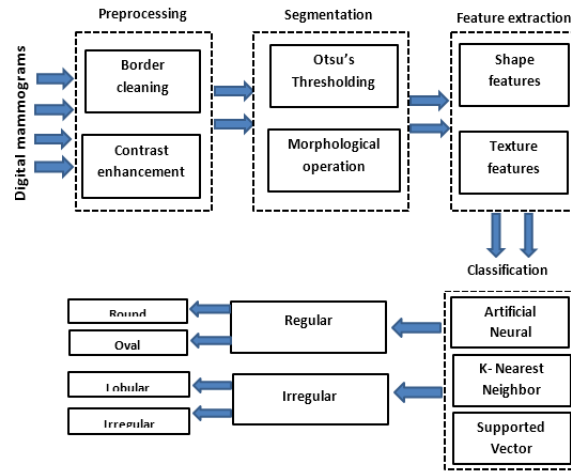 Preprocessing
Segmentation
Feature extraction
Digital mammograms
Border
cleaning
Contrast
enhancement
Otsu's
Thresholding
Morphological
operation
Shape
features
Texture
features
Classification
Artificial
Neural
K- Nearest
Neighbor
Supported
Vector
Regular
Irregular
Round
Oval
Lobular
Irregular